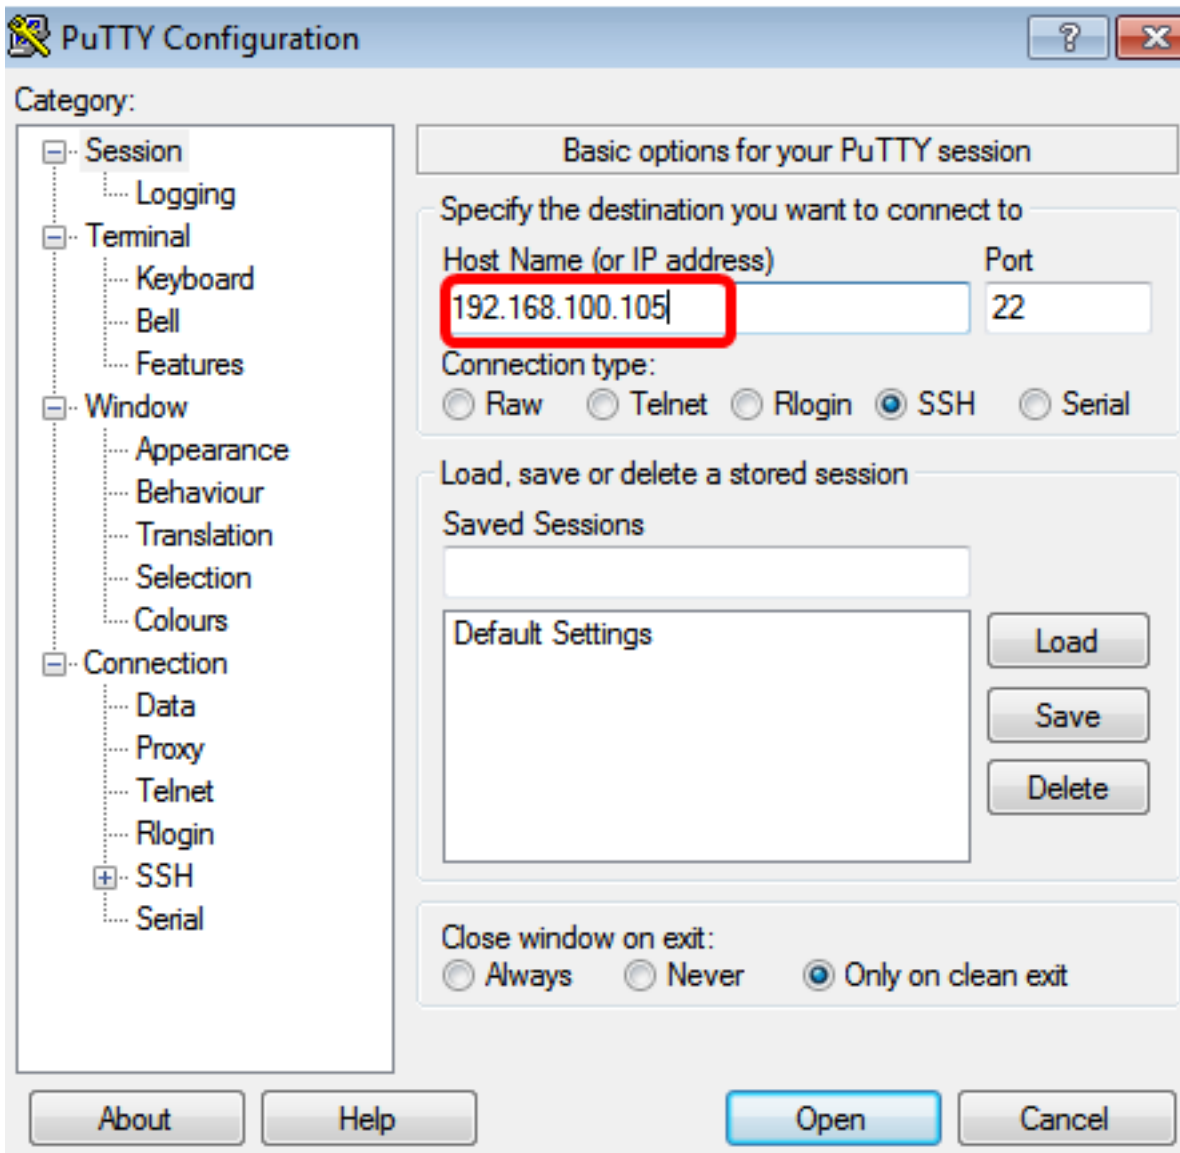 PuTTY Configuration
?
Category:
Session
Logging
Terminal
Keyboard
Bell
Features
Window
Appearance
Behaviour
Translation
Selection
Colours
Connection
Data
Proxy
Telnet
Rlogin
SSH
Serial
Basic options for your PuTTY session
Specify the destination you want to connect to
Host Name (or IP address) Port
192.168.100.105 22
Connection type:
Raw Telnet Rlogin SSH Serial
Load, save or delete a stored session
Saved Sessions
Default Settings
Load
Save
Delete
Close window on exit:
Always Never Only on clean exit
About Help Open Cancel